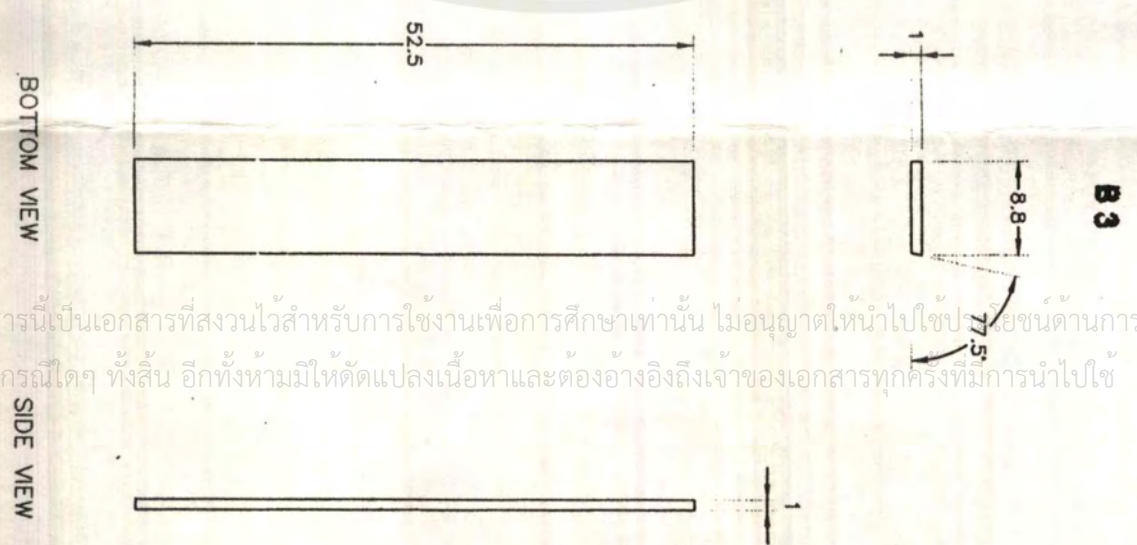 B 3
1
8.8
77.5°
52.5
1
BOTTOM VIEW
SIDE VIEW
ารนี้เป็นเอกสารที่สงวนไว้สำหรับการใช้งานเพื่อการศึกษาเท่านั้น ไม่อนุญาตให้นำไปใช้ประโยชน์ด้านการ
กรณีใดๆ ทั้งสิ้น อีกทั้งห้ามมิให้ดัดแปลงเนื้อหาและต้องอ้างอิงถึงเจ้าของเอกสารทุกครั้งที่มีการนำไปใช้